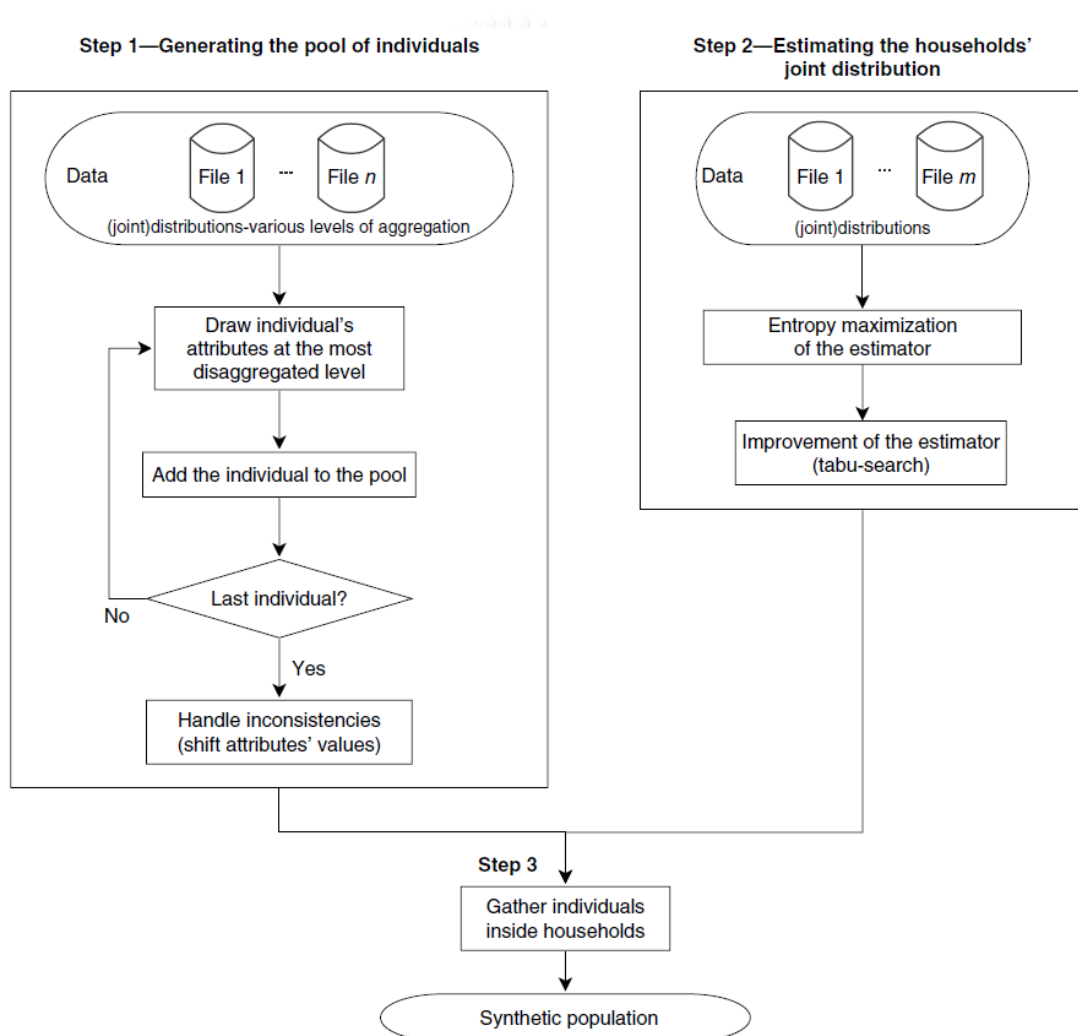 Step 1—Generating the pool of individuals
Data
File 1
...
File n
(joint)distributions-various levels of aggregation
Draw individual's
attributes at the most
disaggregated level
Add the individual to the pool
Last individual?
No
Yes
Handle inconsistencies
(shift attributes' values)
Step 2—Estimating the households'
joint distribution
Data
File 1
...
File m
(joint)distributions
Entropy maximization
of the estimator
Improvement of the estimator
(tabu-search)
Step 3
Gather individuals
inside households
Synthetic population